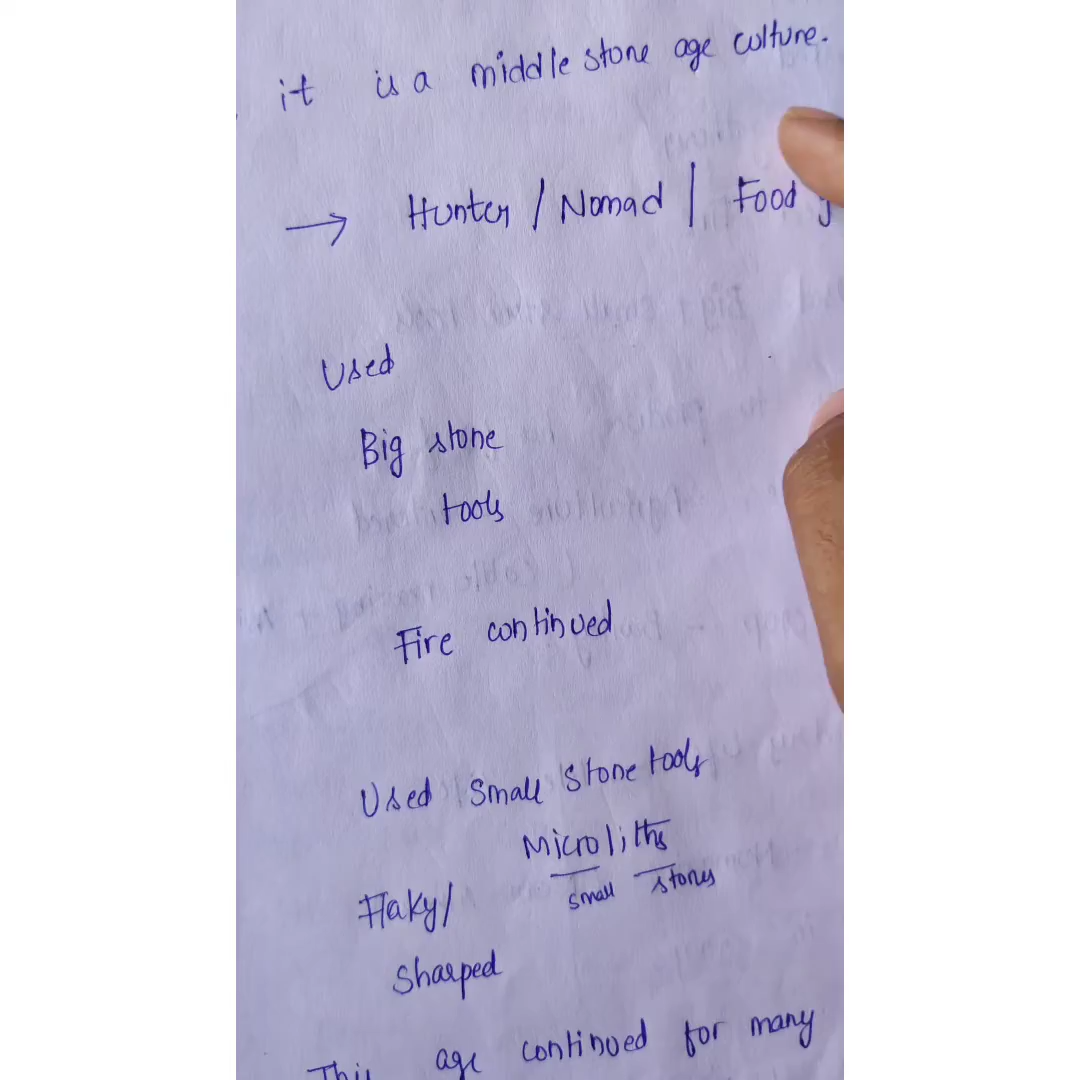 it is a middle stone age culture.
→ Hunter / Nomad | Food
Used
Big stone
tools
Fire continued
Used small stone tools
Microliths
small stones
Flaky/
Sharped
This age continued for many